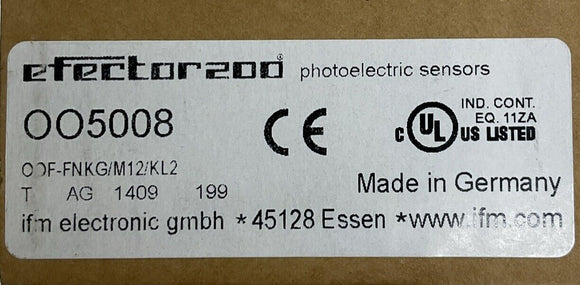 efector200® photoelectric sensors
OO5008
CE
C UL® US LISTED
IND. CONT.
EQ. 11ZA
OOF-FNKG/M12/KL2
T AG 1409 199
Made in Germany
ifm electronic gmbh *45128 Essen *www.ifm.com